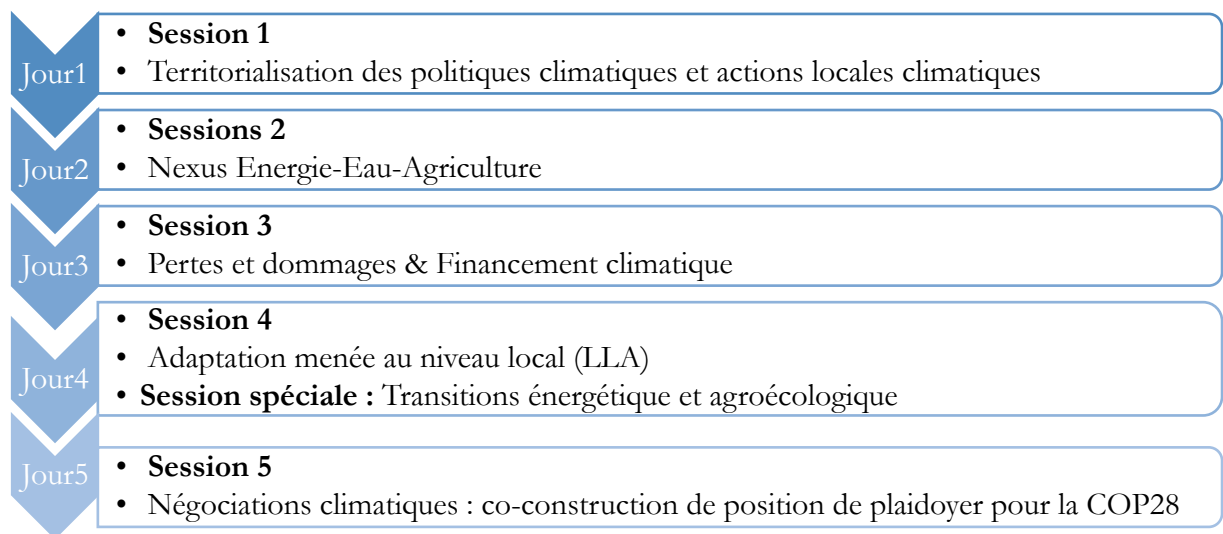 Jour1
• Session 1
• Territorialisation des politiques climatiques et actions locales climatiques
Jour2
• Sessions 2
• Nexus Energie-Eau-Agriculture
Jour3
• Session 3
• Pertes et dommages & Financement climatique
Jour4
• Session 4
• Adaptation menée au niveau local (LLA)
• Session spéciale : Transitions énergétique et agroécologique
Jour5
• Session 5
• Négociations climatiques : co-construction de position de plaidoyer pour la COP28